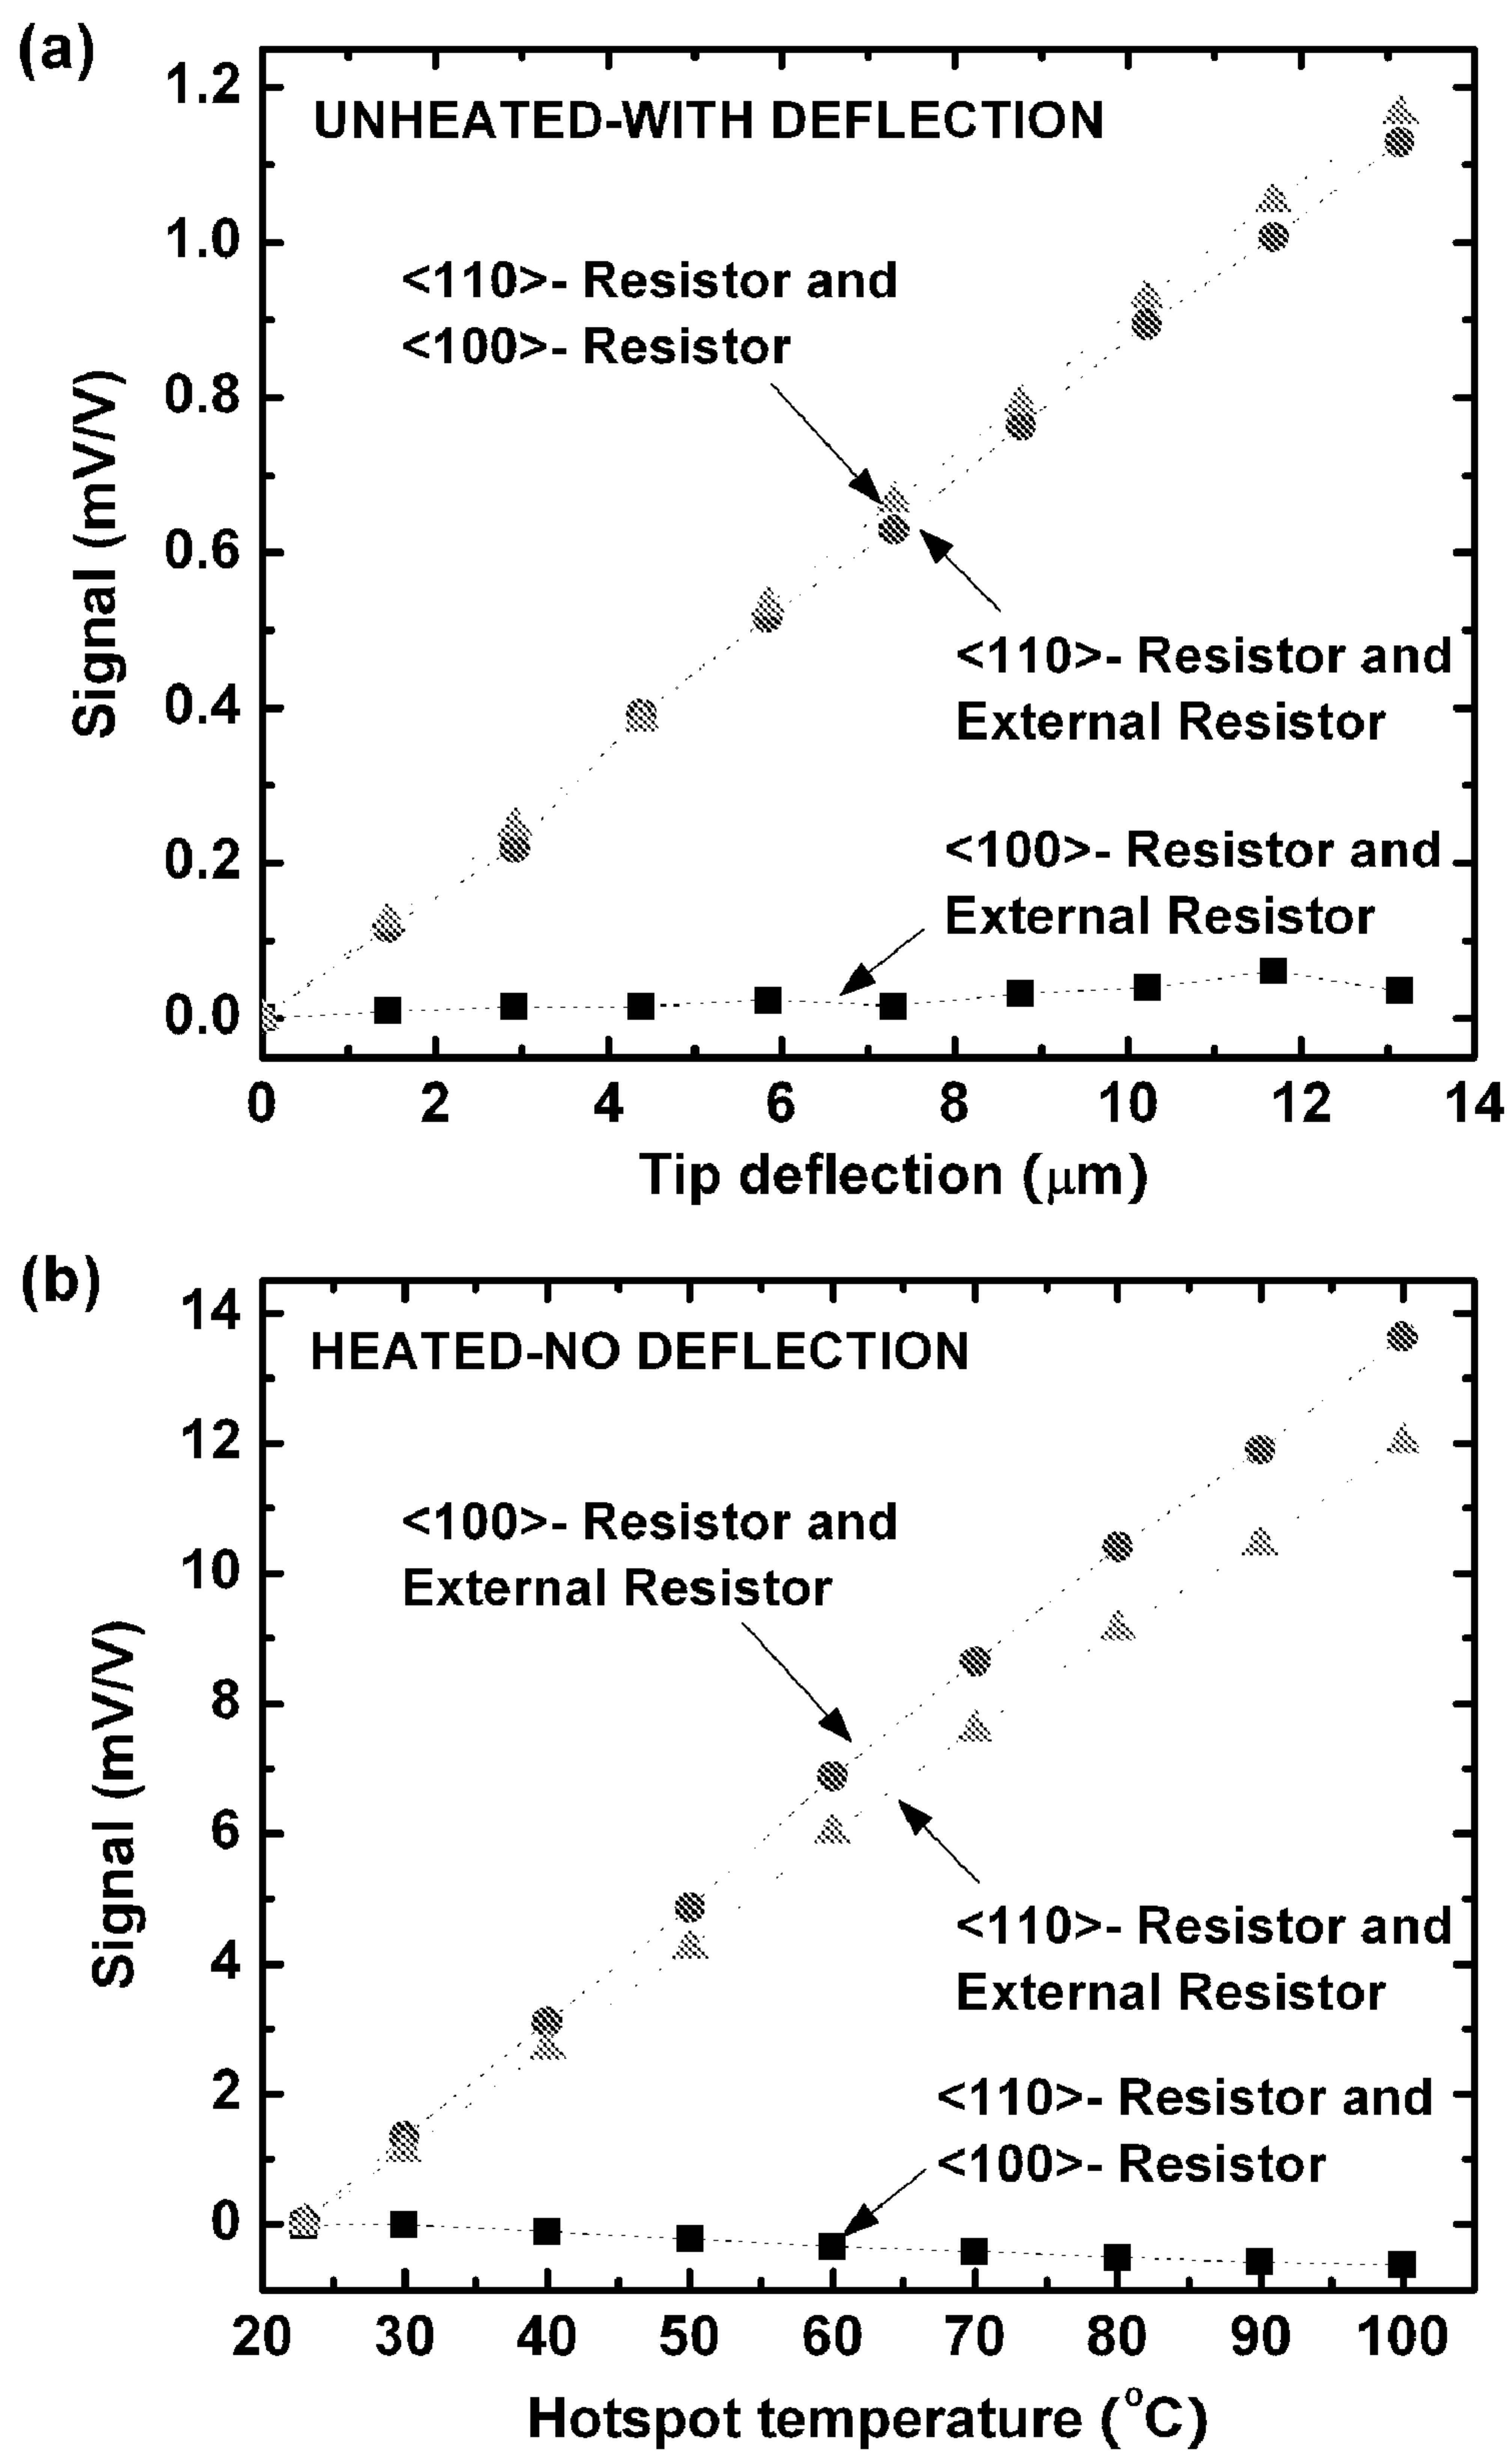 (a)
1.2
UNHEATED-WITH DEFLECTION
1.0
<110>- Resistor and
<100>- Resistor
0.8
0.6
<110>- Resistor and
External Resistor
0.4
<100>- Resistor and
External Resistor
0.2
0.0
Signal (mV/V)
0 2 4 6 8 10 12 14
Tip deflection (μm)
(b)
14
HEATED-NO DEFLECTION
12
<100>- Resistor and
External Resistor
10
8
6
<110>- Resistor and
External Resistor
4
<110>- Resistor and
<100>- Resistor
2
0
Signal (mV/V)
20 30 40 50 60 70 80 90 100
Hotspot temperature (°C)